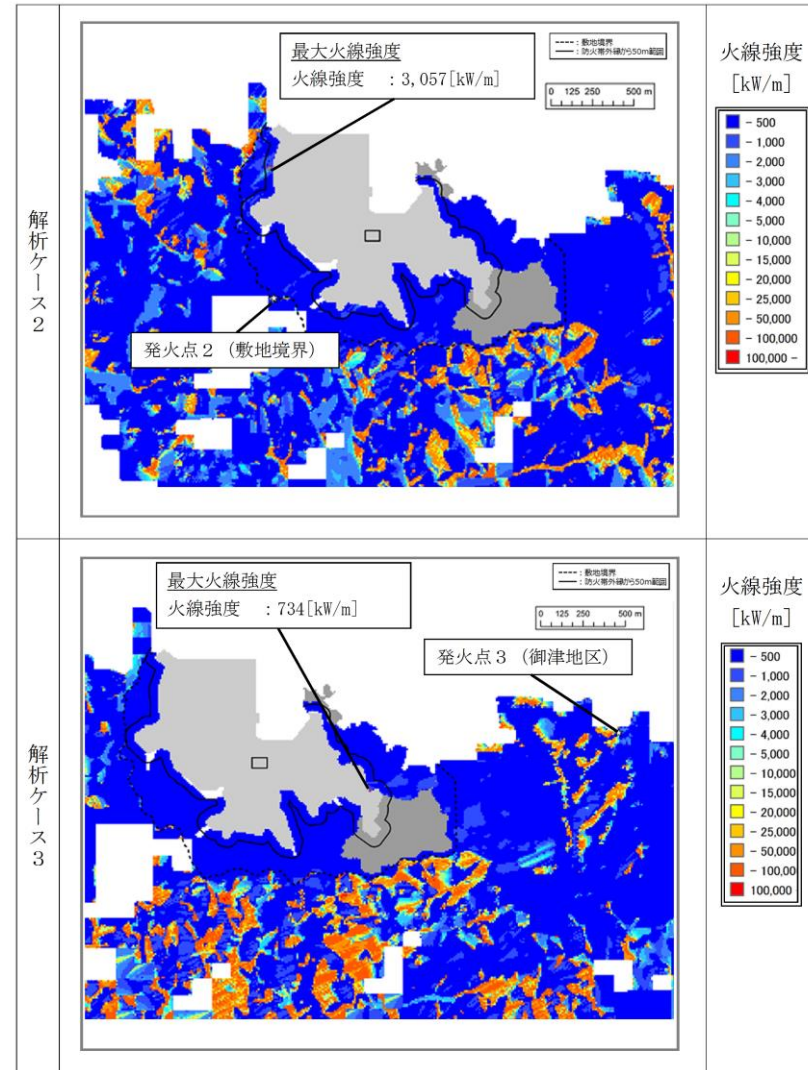 解析ケース2
最大火線強度
火線強度 : 3,057[kW/m]
---- : 敷地境界
— : 防火帯外縁から50m範囲
0 125 250 500 m
発火点2 (敷地境界)
火線強度
[kW/m]
- 500
- 1,000
- 2,000
- 3,000
- 4,000
- 5,000
- 10,000
- 15,000
- 20,000
- 25,000
- 50,000
- 100,000
100,000 -
解析ケース3
最大火線強度
火線強度 : 734[kW/m]
---- : 敷地境界
— : 防火帯外縁から50m範囲
0 125 250 500 m
発火点3 (御津地区)
火線強度
[kW/m]
- 500
- 1,000
- 2,000
- 3,000
- 4,000
- 5,000
- 10,000
- 15,000
- 20,000
- 25,000
- 50,000
- 100,00
100,000